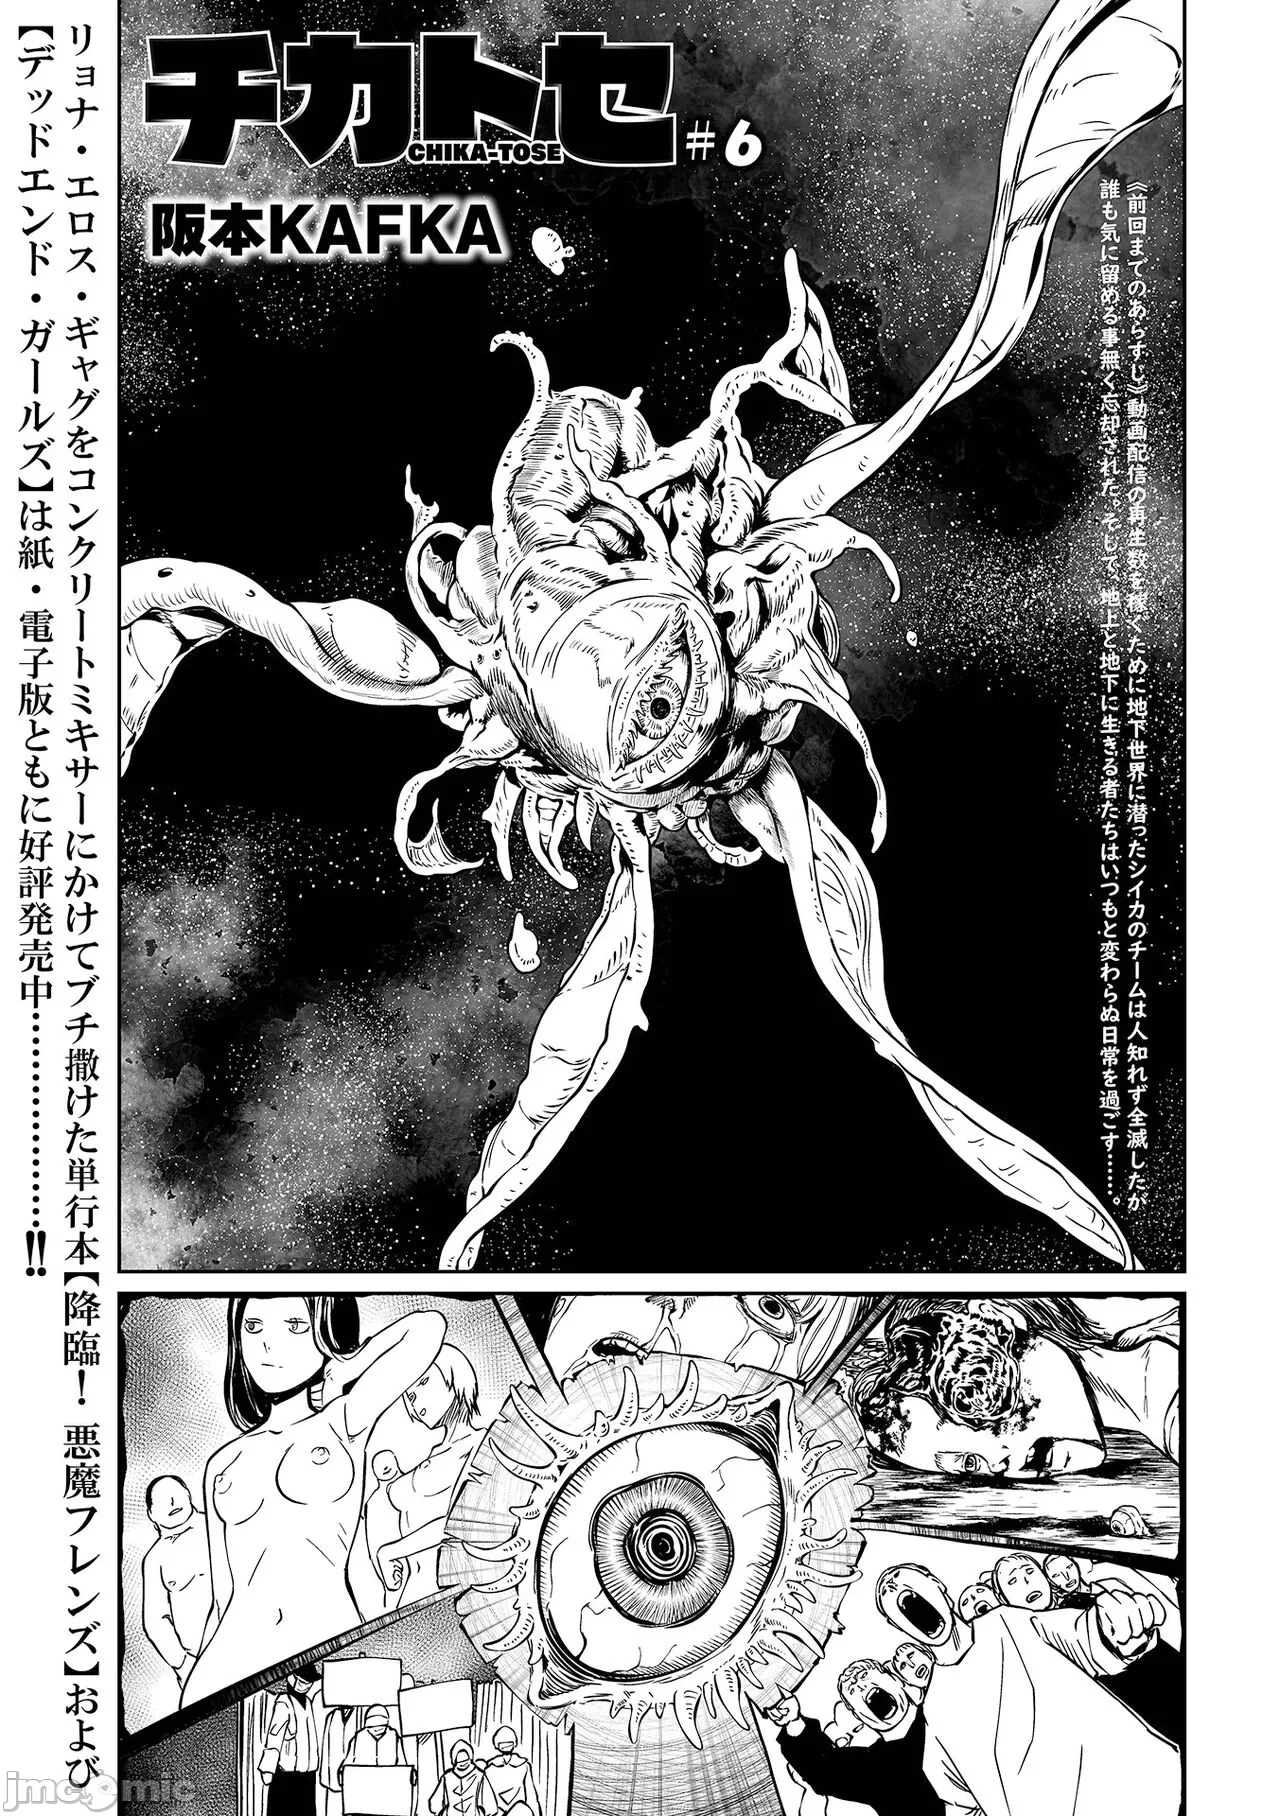 チカトセ
CHIKA-TOSE
#6
阪本KAFKA
《前回までのあらすじ》動画配信の再生数を稼ぐために地下世界に潜ったシイカのチームは人知れず全滅したが
誰も気に留める事無く忘却された。そして、地上と地下に生きる者たちはいつもと変わらぬ日常を過ごす……。
リョナ・エロス・ギャグをコンクリートミキサーにかけてブチ撒けた単行本【降臨！悪魔フレンズ】および
【デッドエンド・ガールズ】は紙・電子版ともに好評発売中………………!!
jmcomic